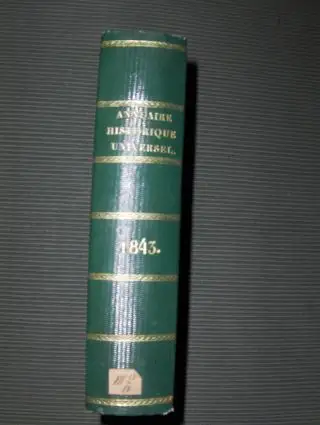 ANNUAIRE
HISTORIQUE
UNIVERSEL.
1843.